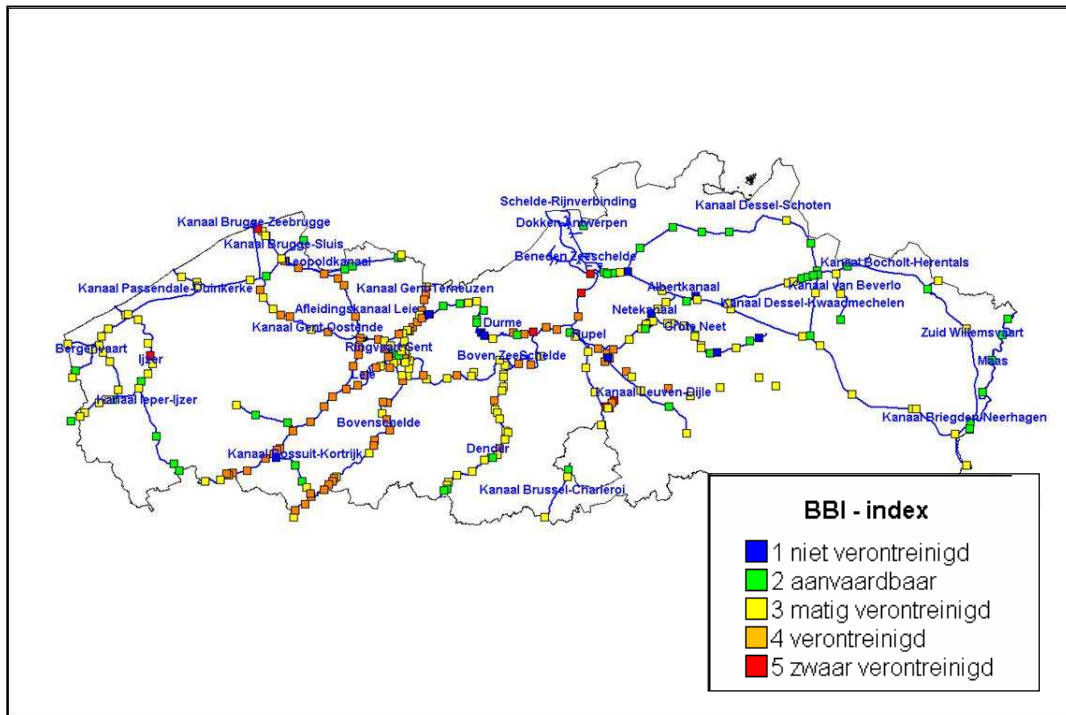 Schelde-Rijnverbinding
Kanaal Dessel-Schoten
Kanaal Brugge-Zeebrugge
Dokken Antwerpen
Kanaal Brugge-Sluis
Leopoldkanaal
Beneden Zeeschelde
Kanaal Bocholt-Herentals
Kanaal Passendale-Duinkerke
Kanaal Gent-Terneuzen
Albertkanaal
Kanaal van Beverlo
Kanaal Dessel-Kwaadmechelen
Afleidingskanaal Leie
Netekanaal
Kanaal Gent-Oostende
Durme
Grote Neet
Zuid Willemsvaart
Rupel
Bergenvaart
Ijzer
Ringvaart Gent
Boven ZeeSchelde
Maas
Leie
Kanaal Leuven-Dijle
Kanaal Ieper-Ijzer
Kanaal Briegden/Neerhagen
Bovenschelde
Kanaal Bossuit-Kortrijk
Dender
Kanaal Brussel-Charleroi
BBI - index
1 niet verontreinigd
2 aanvaardbaar
3 matig verontreinigd
4 verontreinigd
5 zwaar verontreinigd